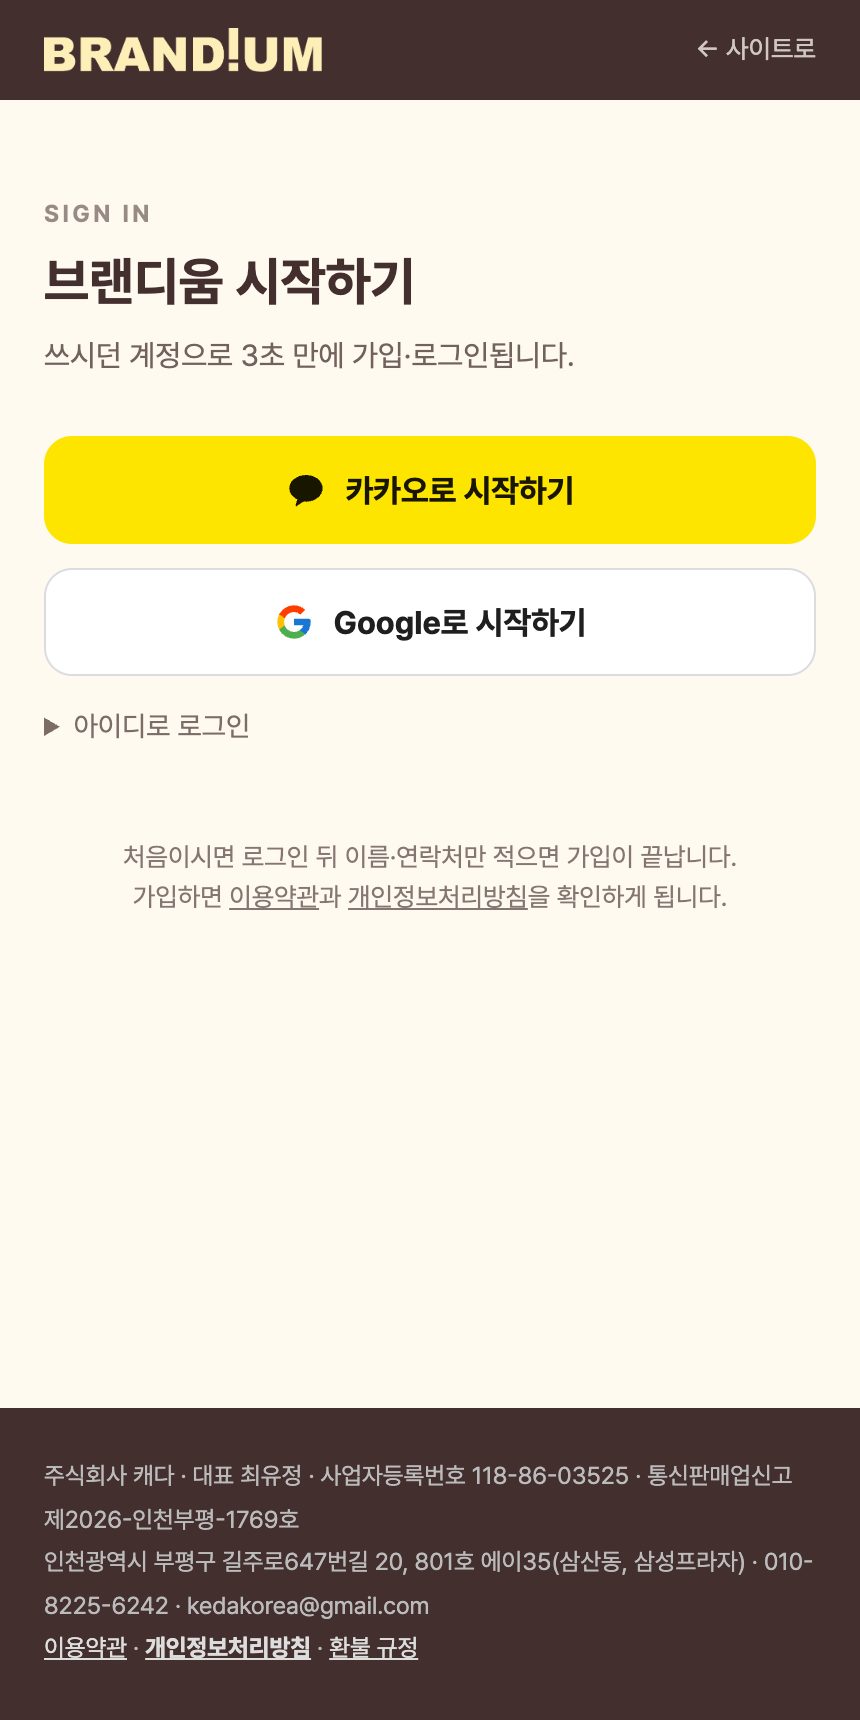 BRAND!UM
← 사이트로
SIGN IN
브랜디움 시작하기
쓰시던 계정으로 3초 만에 가입·로그인됩니다.
카카오로 시작하기
Google로 시작하기
▶ 아이디로 로그인
처음이시면 로그인 뒤 이름·연락처만 적으면 가입이 끝납니다.
가입하면 이용약관과 개인정보처리방침을 확인하게 됩니다.
주식회사 캐다 · 대표 최유정 · 사업자등록번호 118-86-03525 · 통신판매업신고
제2026-인천부평-1769호
인천광역시 부평구 길주로647번길 20, 801호 에이35(삼산동, 삼성프라자) · 010-
8225-6242 · kedakorea@gmail.com
이용약관 · 개인정보처리방침 · 환불 규정